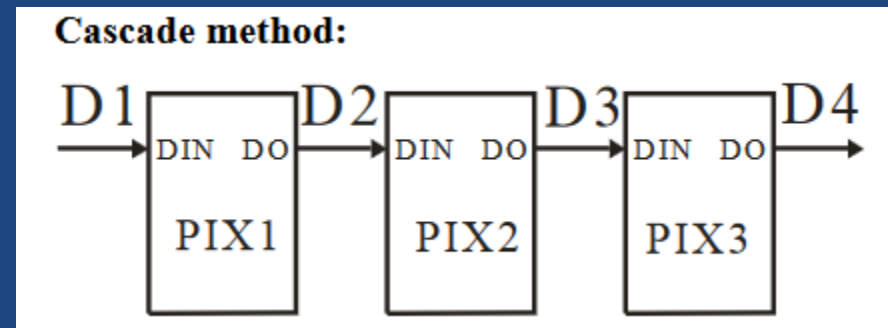 Cascade method:
D1 D2 D3 D4
DIN DO DIN DO DIN DO
PIX1 PIX2 PIX3